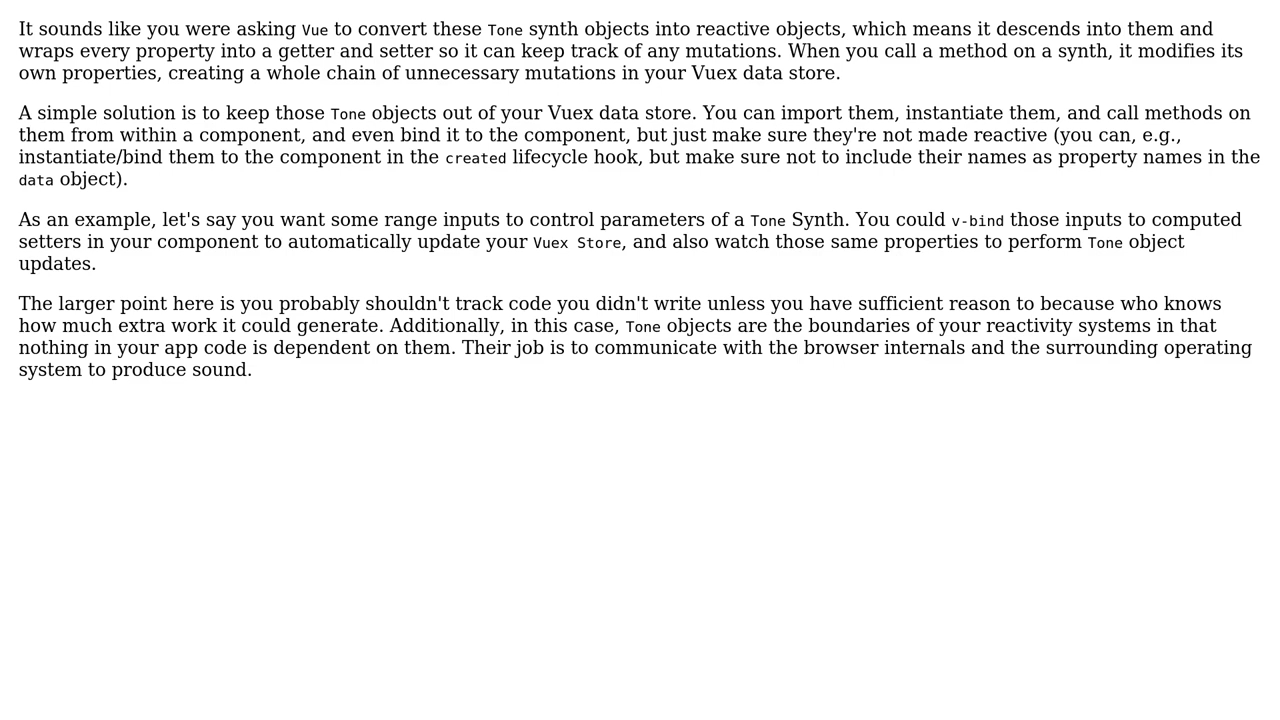 It sounds like you were asking Vue to convert these Tone synth objects into reactive objects, which means it descends into them and
wraps every property into a getter and setter so it can keep track of any mutations. When you call a method on a synth, it modifies its
own properties, creating a whole chain of unnecessary mutations in your Vuex data store.
A simple solution is to keep those Tone objects out of your Vuex data store. You can import them, instantiate them, and call methods on
them from within a component, and even bind it to the component, but just make sure they're not made reactive (you can, e.g.,
instantiate/bind them to the component in the created lifecycle hook, but make sure not to include their names as property names in the
data object).
As an example, let's say you want some range inputs to control parameters of a Tone Synth. You could v-bind those inputs to computed
setters in your component to automatically update your Vuex Store, and also watch those same properties to perform Tone object
updates.
The larger point here is you probably shouldn't track code you didn't write unless you have sufficient reason to because who knows
how much extra work it could generate. Additionally, in this case, Tone objects are the boundaries of your reactivity systems in that
nothing in your app code is dependent on them. Their job is to communicate with the browser internals and the surrounding operating
system to produce sound.